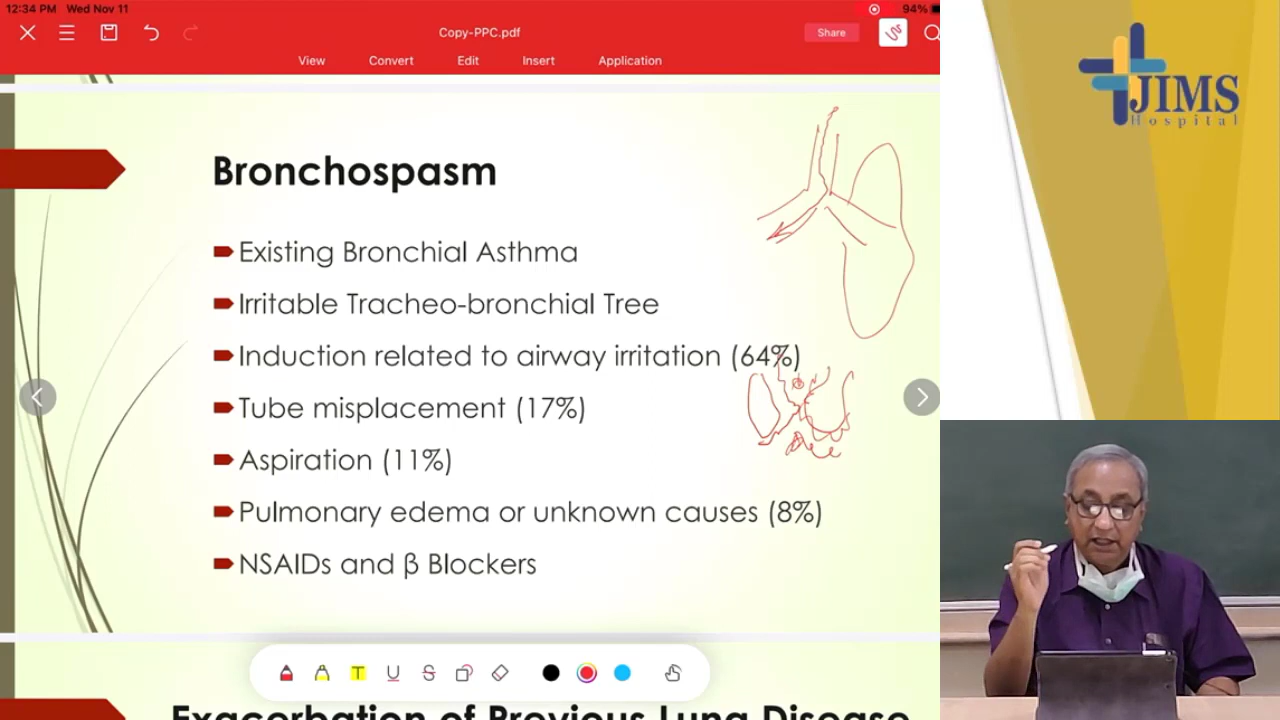 12:34 PM Wed Nov 11
94%
Copy-PPC.pdf
Share
View
Convert
Edit
Insert
Application
JIMS
Hospital
Bronchospasm
Existing Bronchial Asthma
Irritable Tracheo-bronchial Tree
Induction related to airway irritation (64%)
Tube misplacement (17%)
Aspiration (11%)
Pulmonary edema or unknown causes (8%)
NSAIDs and β Blockers
T
U
S
Exacerbation of Previous Lung Disease